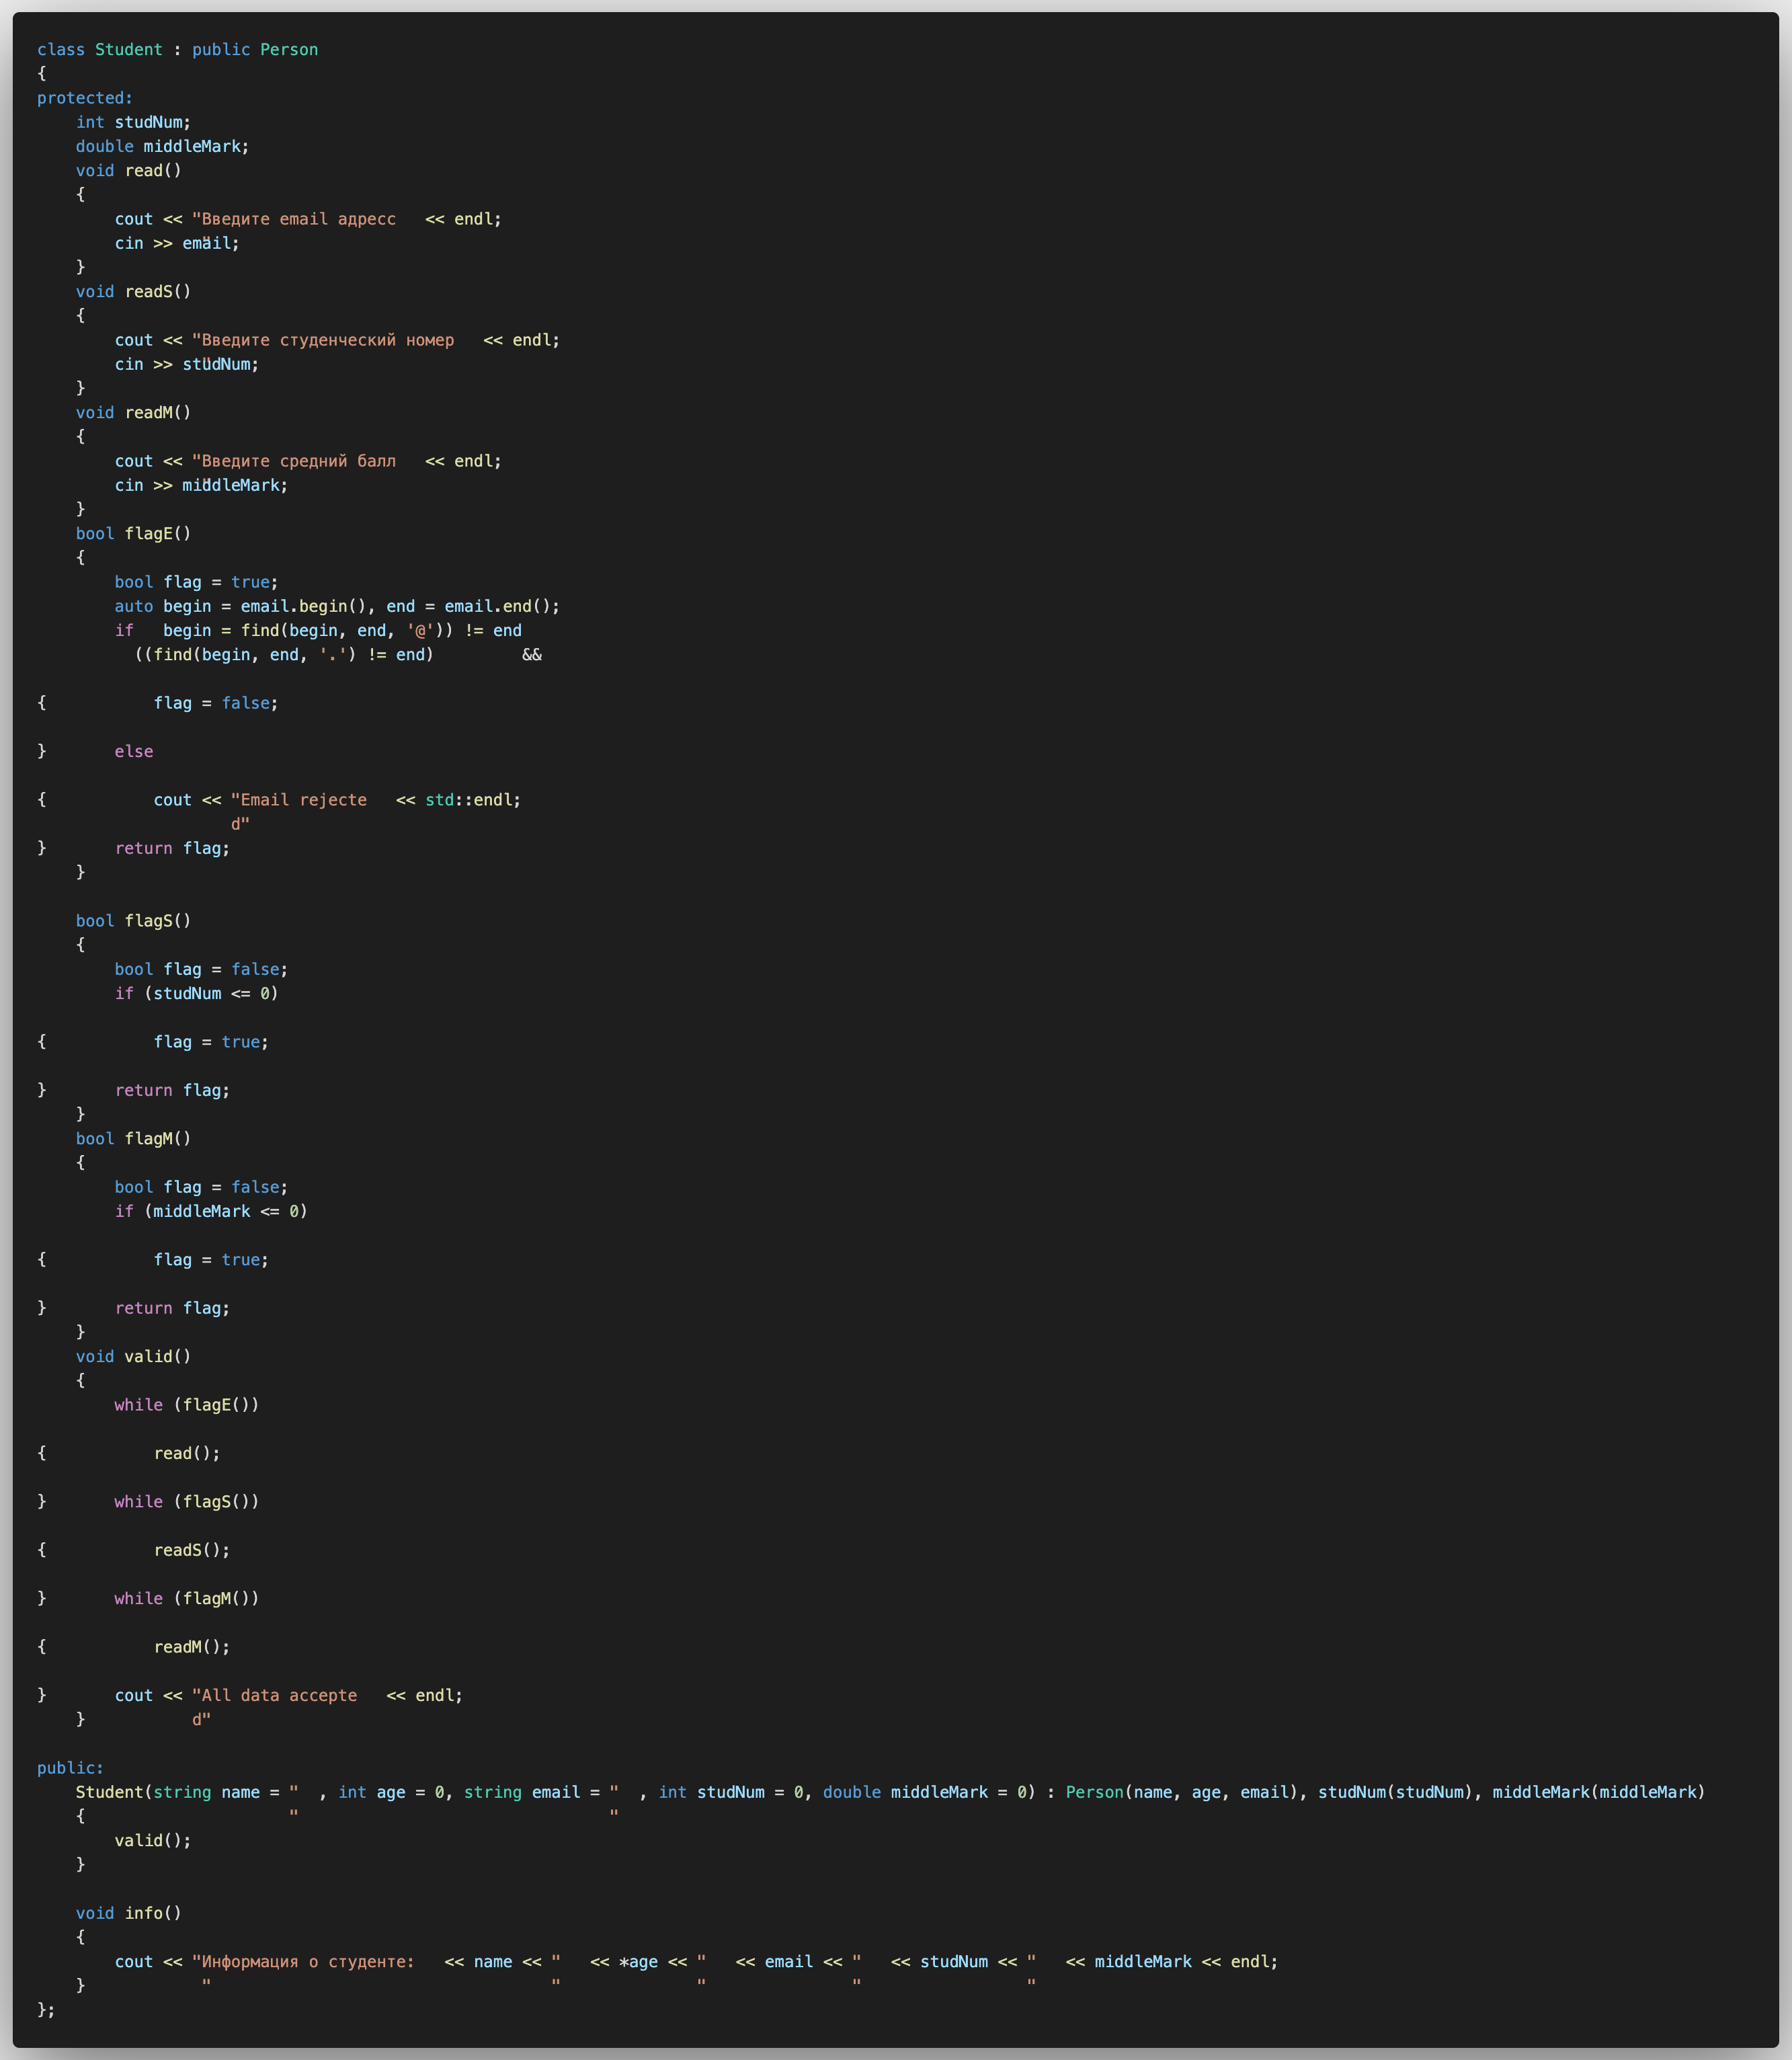 class Student : public Person
{
protected:
    int studNum;
    double middleMark;
    void read()
    {
        cout << "Введите email адресс   << endl;
        cin >> email;
"
    }
    void readS()
    {
        cout << "Введите студенческий номер   << endl;
        cin >> studNum;
"
    }
    void readM()
    {
        cout << "Введите средний балл   << endl;
        cin >> middleMark;
"
    }
    bool flagE()
    {
        bool flag = true;
        auto begin = email.begin(), end = email.end();
        if   begin = find(begin, end, '@')) != end
          ((find(begin, end, '.') != end)         &&
{           flag = false;
}       else
{           cout << "Email rejecte   << std::endl;
                    d"
}       return flag;
    }
    bool flagS()
    {
        bool flag = false;
        if (studNum <= 0)
{           flag = true;
}       return flag;
    }
    bool flagM()
    {
        bool flag = false;
        if (middleMark <= 0)
{           flag = true;
}       return flag;
    }
    void valid()
    {
        while (flagE())
{           read();
}       while (flagS())
{           readS();
}       while (flagM())
{           readM();
}       cout << "All data accepte   << endl;
    }           d"
public:
    Student(string name = "  , int age = 0, string email = "  , int studNum = 0, double middleMark = 0) : Person(name, age, email), studNum(studNum), middleMark(middleMark)
    {                     "                                "
        valid();
    }
    void info()
    {
        cout << "Информация о студенте:   << name << "   << *age << "   << email << "   << studNum << "   << middleMark << endl;
    }            "                                   "              "               "                 "
};